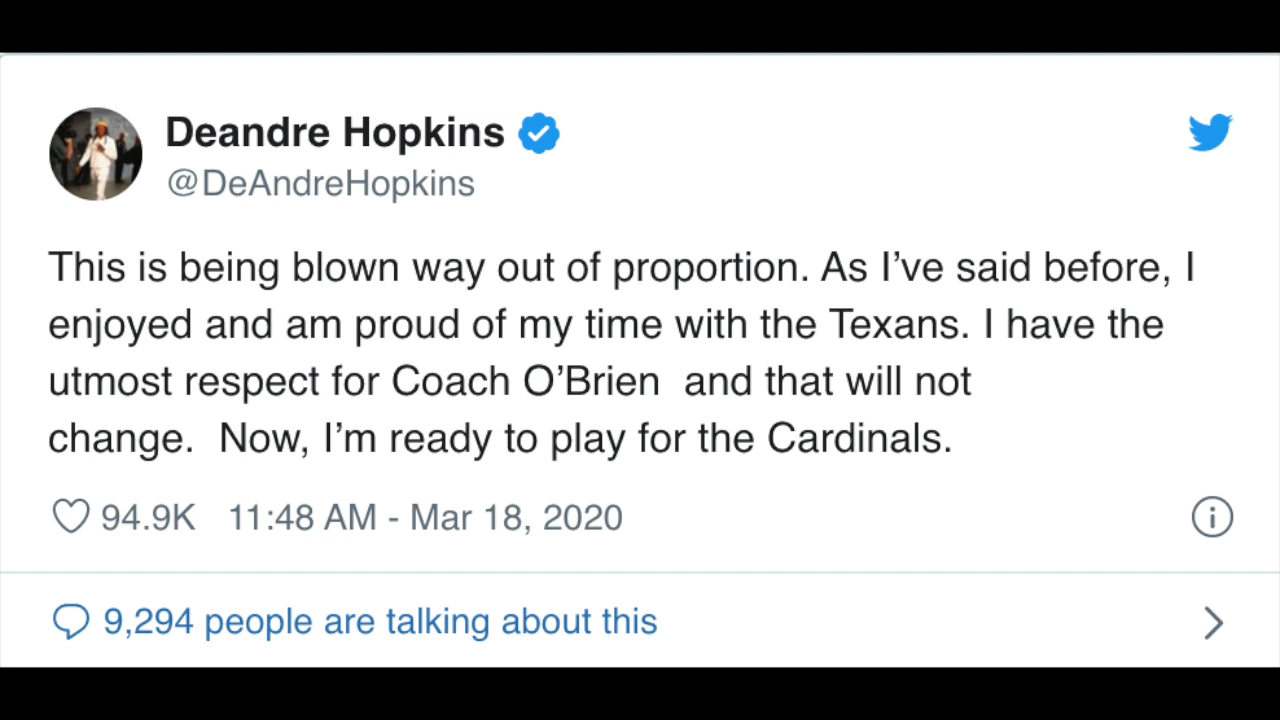 Deandre Hopkins
@DeAndreHopkins
This is being blown way out of proportion. As I’ve said before, I
enjoyed and am proud of my time with the Texans. I have the
utmost respect for Coach O’Brien  and that will not
change.  Now, I’m ready to play for the Cardinals.
94.9K 11:48 AM - Mar 18, 2020
9,294 people are talking about this